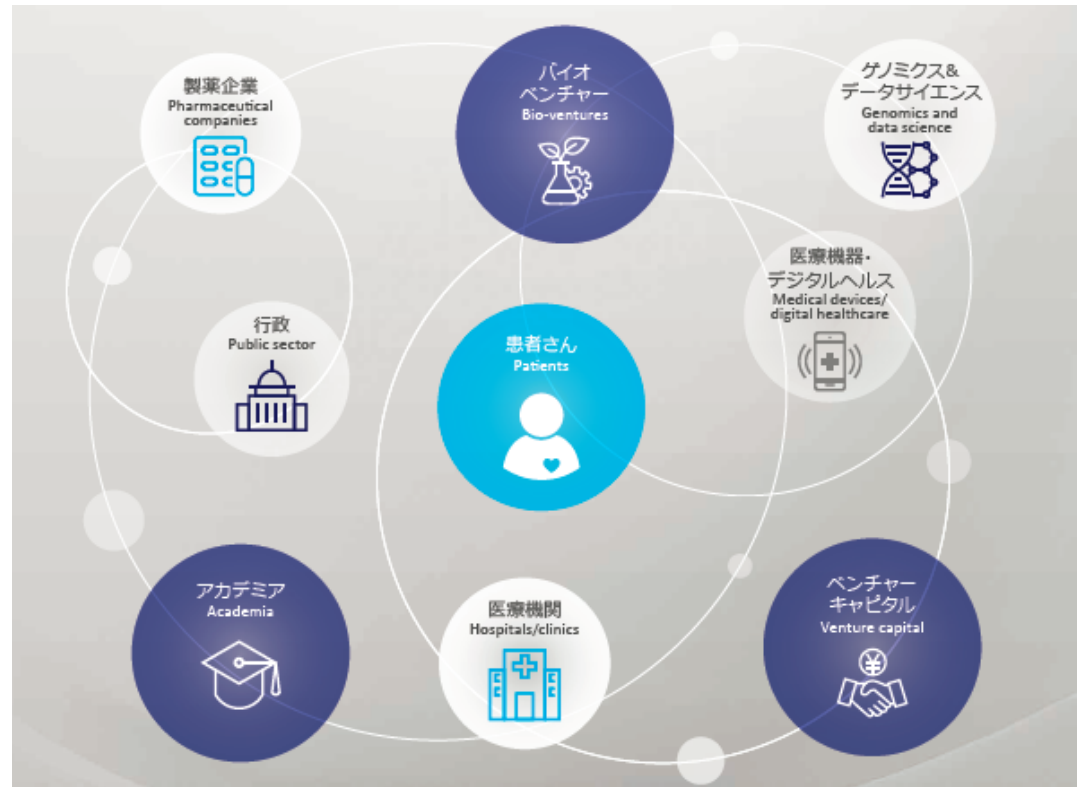 製薬企業
Pharmaceutical
companies
バイオ
ベンチャー
Bio-ventures
ゲノミクス&
データサイエンス
Genomics and
data science
医療機器・
デジタルヘルス
Medical devices/
digital healthcare
行政
Public sector
患者さん
Patients
アカデミア
Academia
医療機関
Hospitals/clinics
ベンチャー
キャピタル
Venture capital
¥